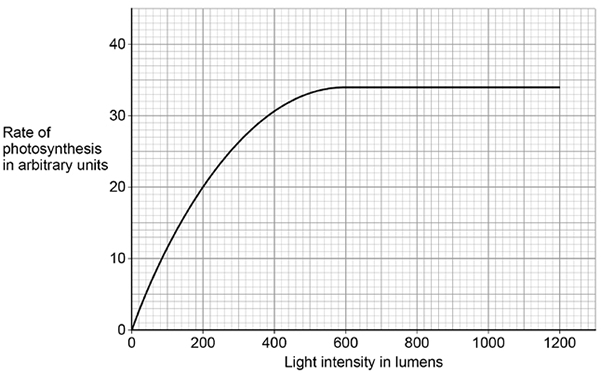 40
30
Rate of
photosynthesis
in arbitrary units
20
10
0
0 200 400 600 800 1000 1200
Light intensity in lumens